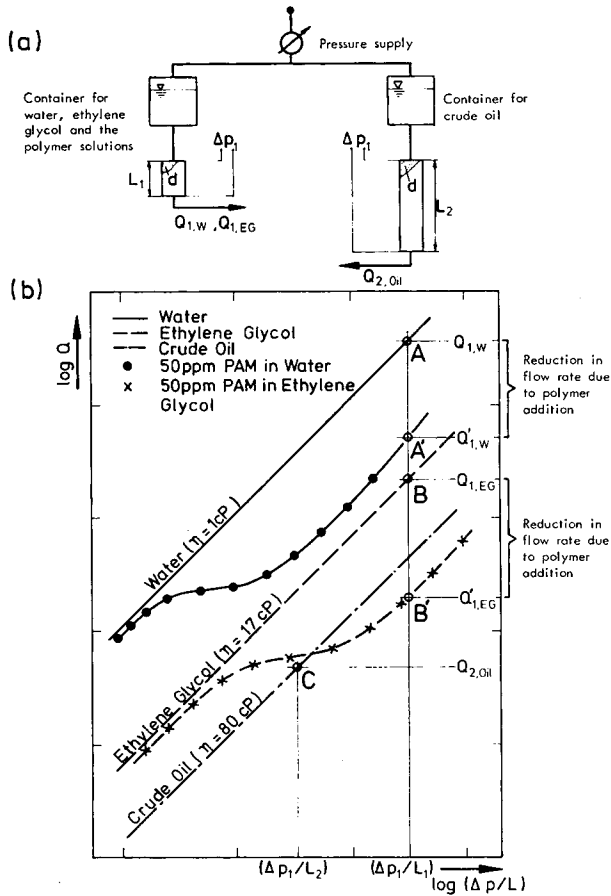 (a)
Pressure supply
Container for
water, ethylene
glycol and the
polymer solutions
Container for
crude oil
Δp₁
Δp₁
L₁
d
d
L₂
Q₁,W , Q₁,EG
Q₂,Oil
(b)
log Q
Water
Ethylene Glycol
Crude Oil
50ppm PAM in Water
50ppm PAM in Ethylene
Glycol
A
Q₁,W
Reduction in
flow rate due
to polymer
addition
A'
Q'₁,W
B
Q₁,EG
Reduction in
flow rate due
to polymer
addition
B'
Q'₁,EG
C
Q₂,Oil
Water (η = 1cP)
Ethylene Glycol (η = 17 cP)
Crude Oil (η = 80 cP)
(Δp₁/L₂)
(Δp₁/L₁)
log (Δp/L)